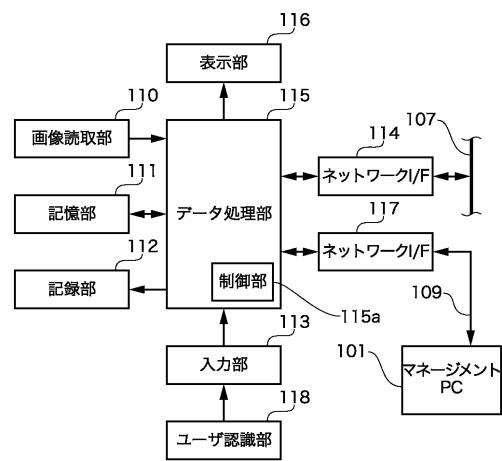 116
表示部
110
115
画像読取部
114
107
ネットワークI/F
111
記憶部
データ処理部
117
ネットワークI/F
112
記録部
制御部
109
115a
113
入力部
101
マネージメント
PC
118
ユーザ認識部